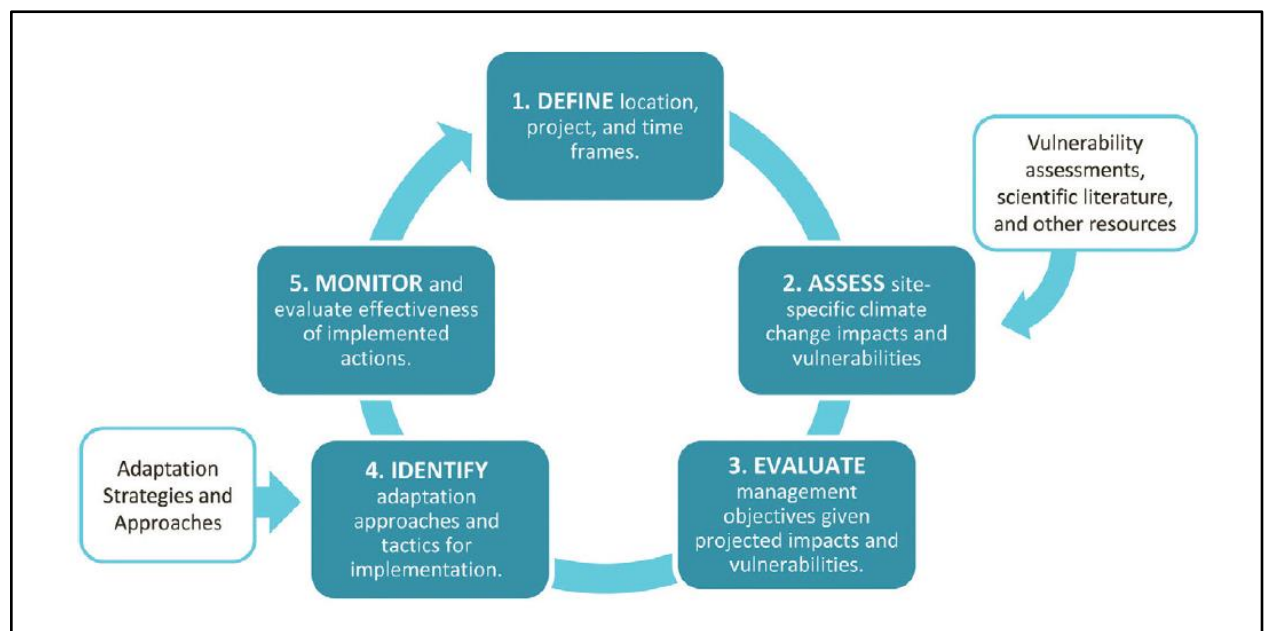 1. DEFINE location,
project, and time
frames.
Vulnerability
assessments,
scientific literature,
and other resources
2. ASSESS site-
specific climate
change impacts and
vulnerabilities
3. EVALUATE
management
objectives given
projected impacts and
vulnerabilities.
4. IDENTIFY
adaptation
approaches and
tactics for
implementation.
Adaptation
Strategies and
Approaches
5. MONITOR and
evaluate effectiveness
of implemented
actions.